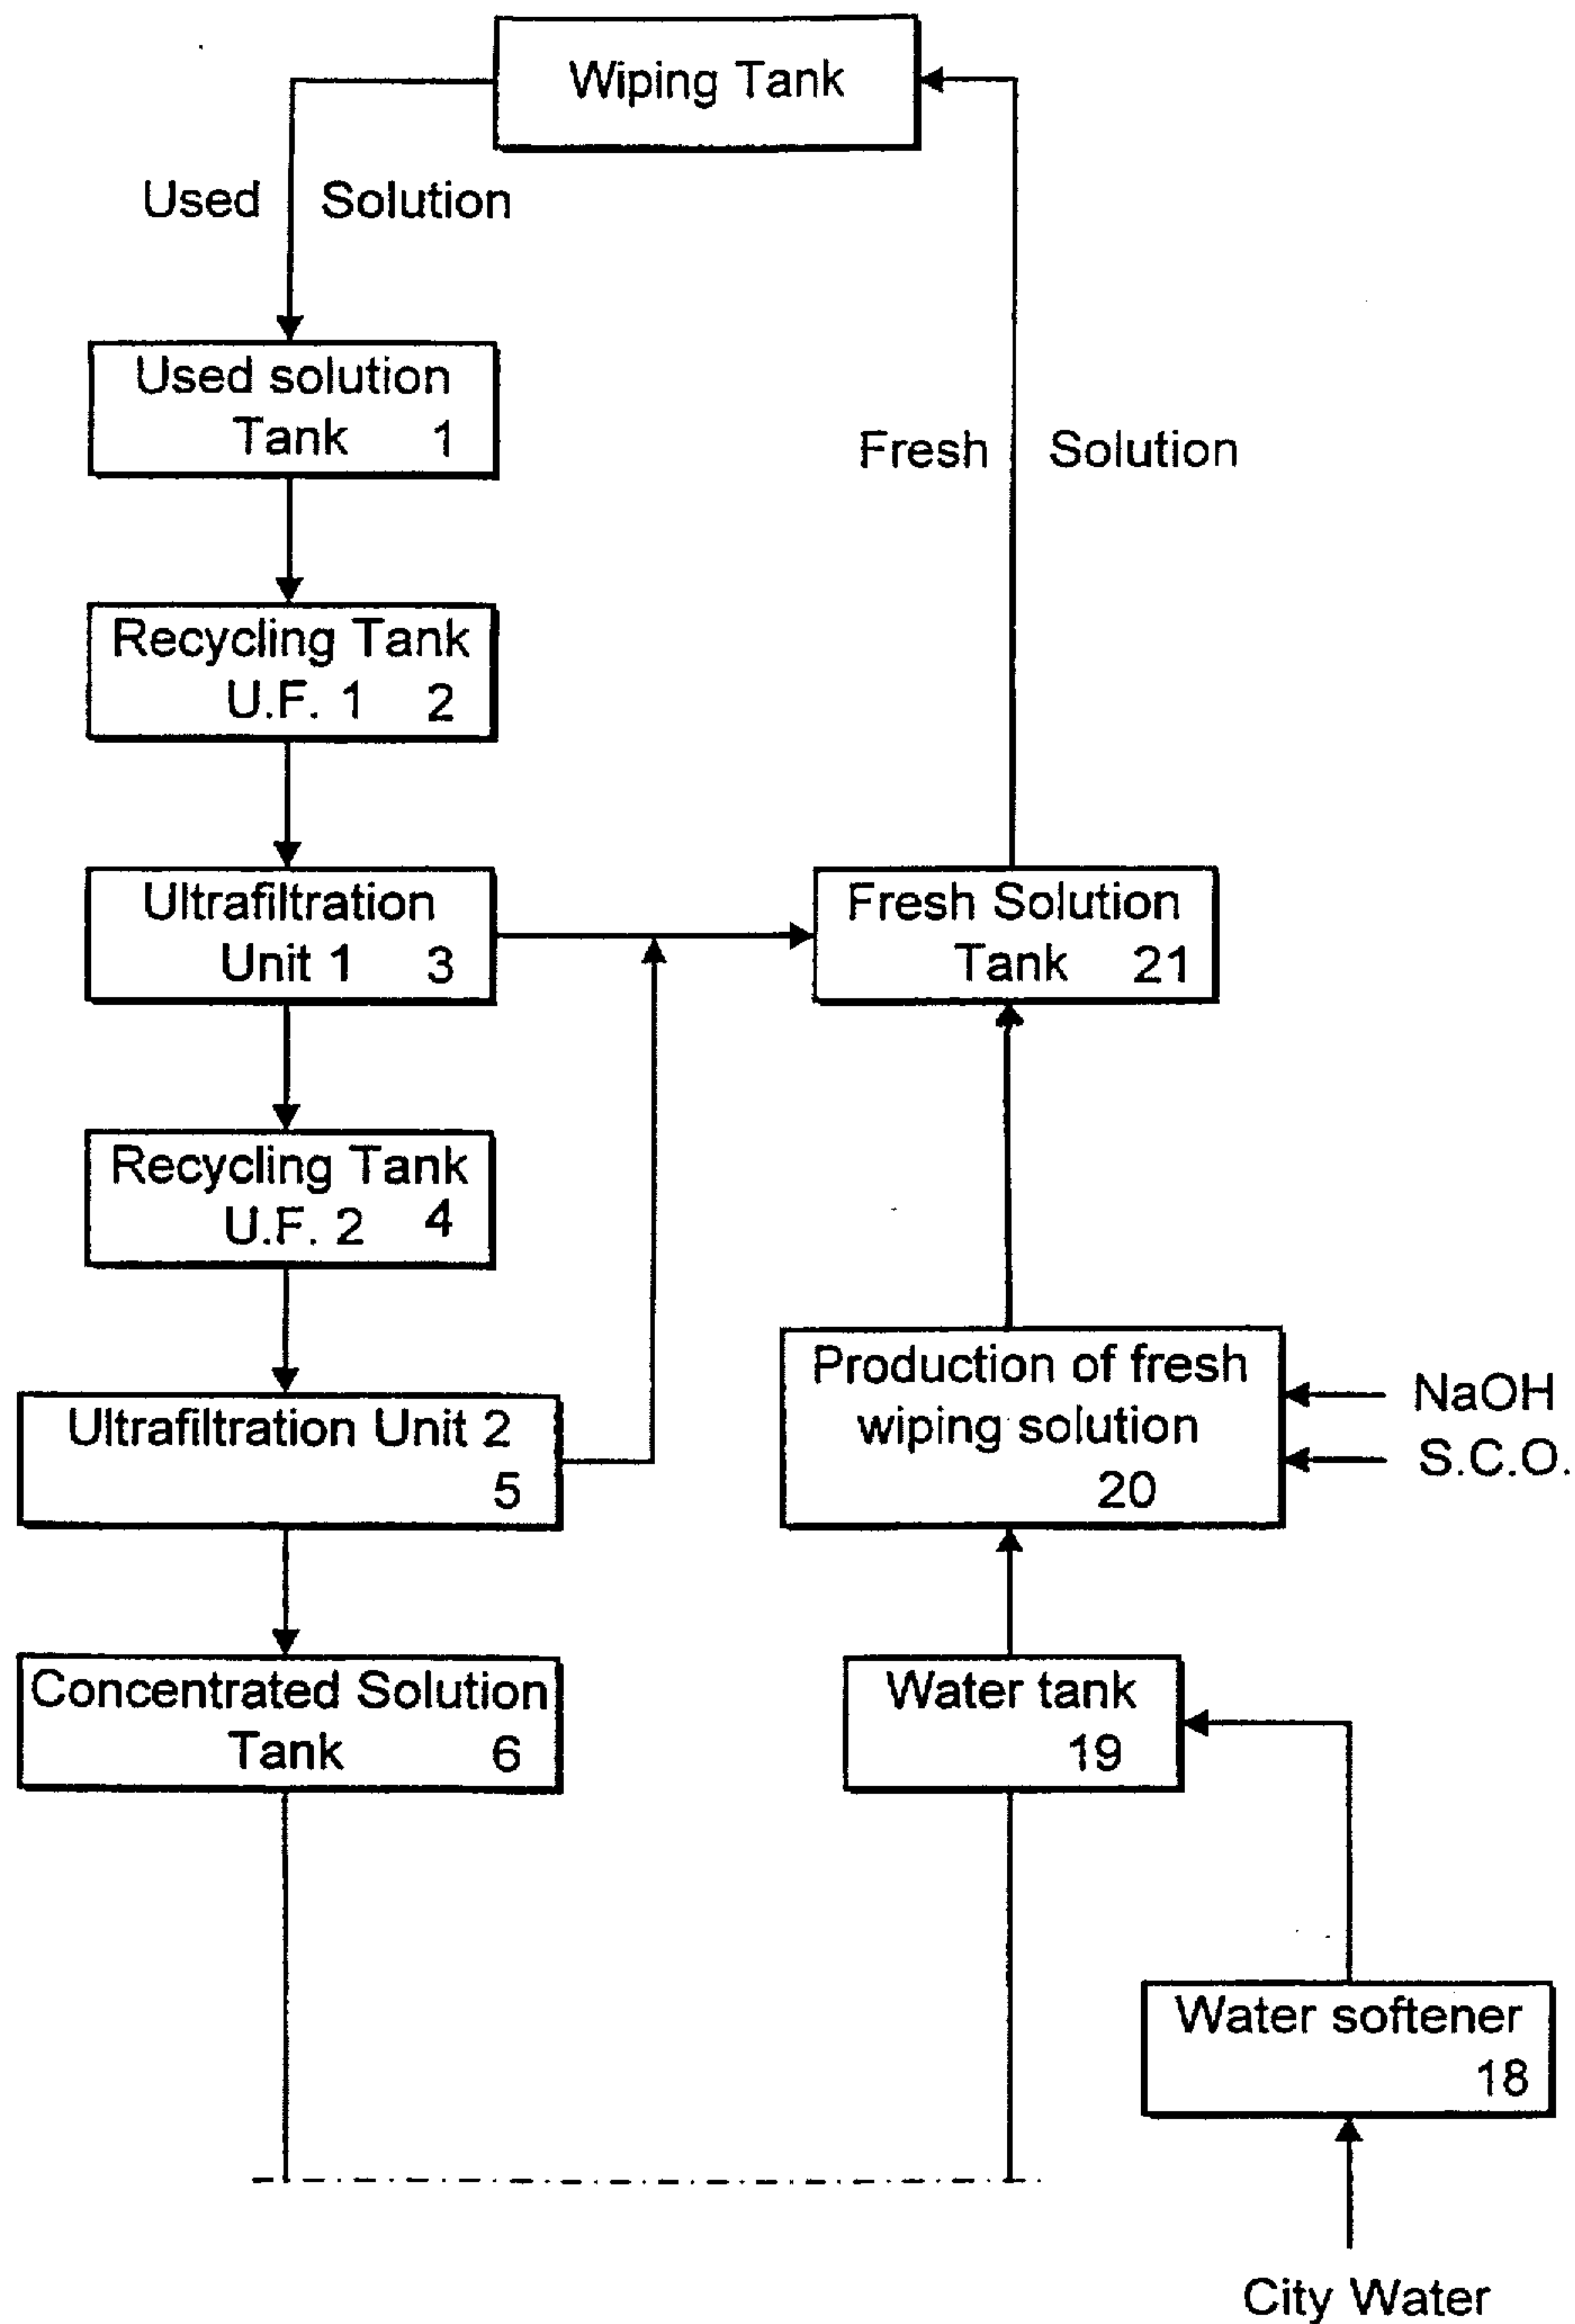 Wiping Tank
Used Solution
Used solution
Tank 1
Fresh Solution
Recycling Tank
U.F. 1 2
Ultrafiltration
Unit 1 3
Fresh Solution
Tank 21
Recycling Tank
U.F. 2 4
Production of fresh
wiping solution
20
NaOH
S.C.O.
Ultrafiltration Unit 2
5
Concentrated Solution
Tank 6
Water tank
19
Water softener
18
City Water